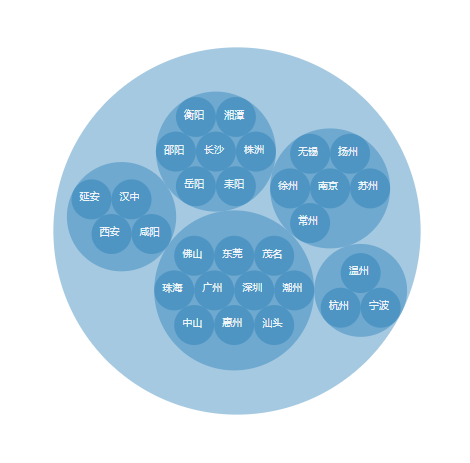 衡阳 湘潭
邵阳 长沙 株洲
岳阳 耒阳
无锡 扬州
徐州 南京 苏州
常州
延安 汉中
西安 咸阳
佛山 东莞 茂名
珠海 广州 深圳 潮州
中山 惠州 汕头
温州
杭州 宁波